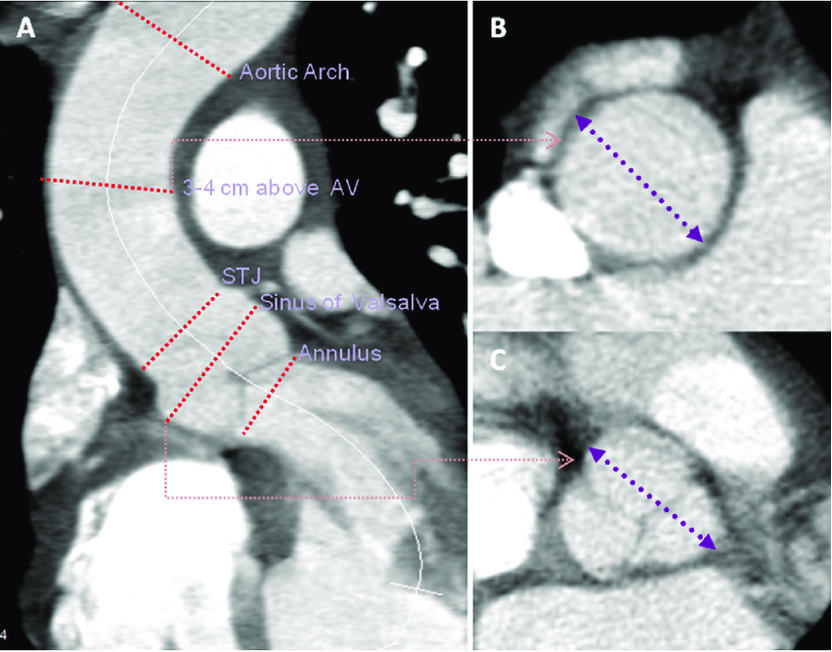 A
Aortic Arch
3-4 cm above AV
STJ
Sinus of Valsalva
Annulus
4
B
C